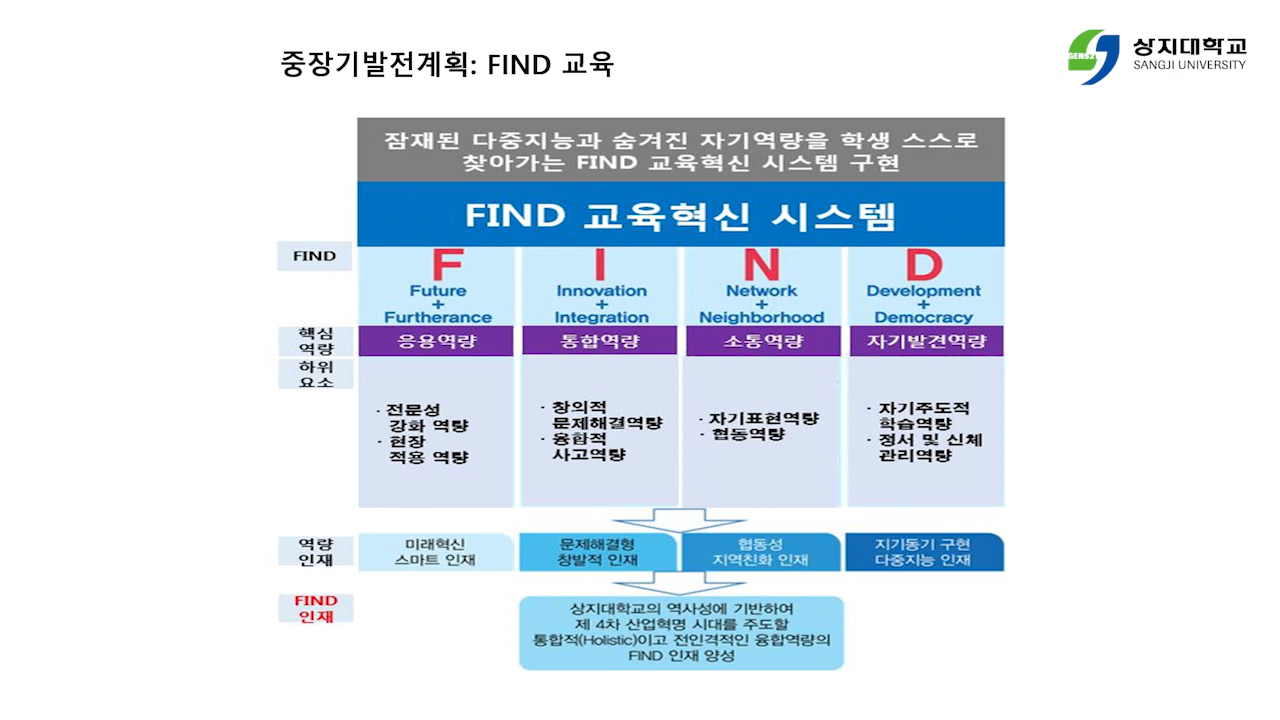 중장기발전계획: FIND 교육
상지대학교
SANGJI UNIVERSITY
잠재된 다중지능과 숨겨진 자기역량을 학생 스스로
찾아가는 FIND 교육혁신 시스템 구현
FIND 교육혁신 시스템
FIND
F
Future
+
Furtherance
I
Innovation
+
Integration
N
Network
+
Neighborhood
D
Development
+
Democracy
핵심
역량
응용역량
통합역량
소통역량
자기발견역량
하위
요소
· 전문성
강화 역량
· 현장
적용 역량
· 창의적
문제해결역량
· 융합적
사고역량
· 자기표현역량
· 협동역량
· 자기주도적
학습역량
· 정서 및 신체
관리역량
역량
인재
미래혁신
스마트 인재
문제해결형
창발적 인재
협동성
지역친화 인재
지기동기 구현
다중지능 인재
FIND
인재
상지대학교의 역사성에 기반하여
제 4차 산업혁명 시대를 주도할
통합적(Holistic)이고 전인격적인 융합역량의
FIND 인재 양성